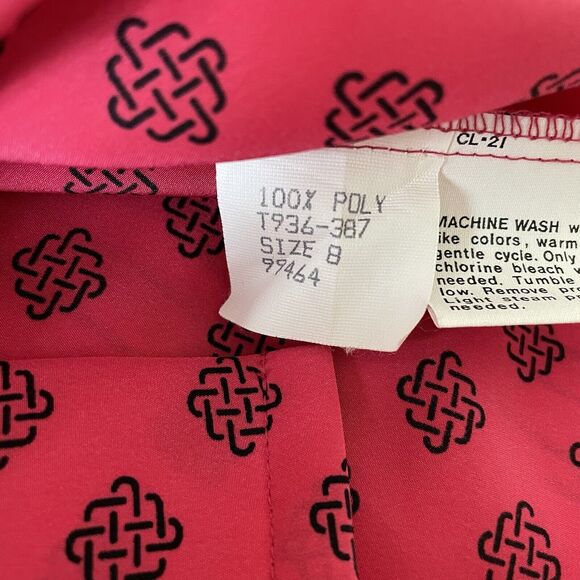 100% POLY
T936-387
SIZE 8
99464
CL·21
MACHINE WASH
like colors, warm
gentle cycle. Only
chlorine bleach
needed. Tumble
low. Remove
Light steam
needed.